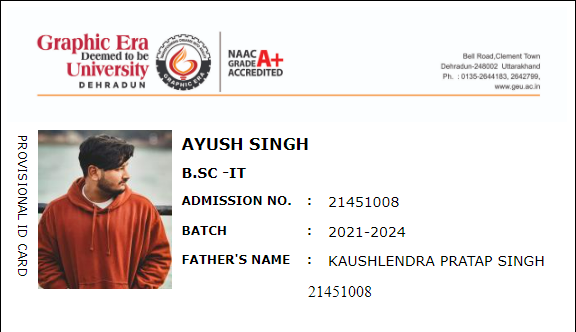 Graphic Era
Deemed to be
University
DEHRADUN
GRAPHIC ERA
NAAC
GRADE A+
ACCREDITED
Bell Road,Clement Town
Dehradun-248002 Uttarakhand
Ph. : 0135-2644183, 2642799,
www.geu.ac.in
PROVISIONAL ID CARD
AYUSH SINGH
B.SC -IT
ADMISSION NO. : 21451008
BATCH : 2021-2024
FATHER'S NAME : KAUSHLENDRA PRATAP SINGH
21451008